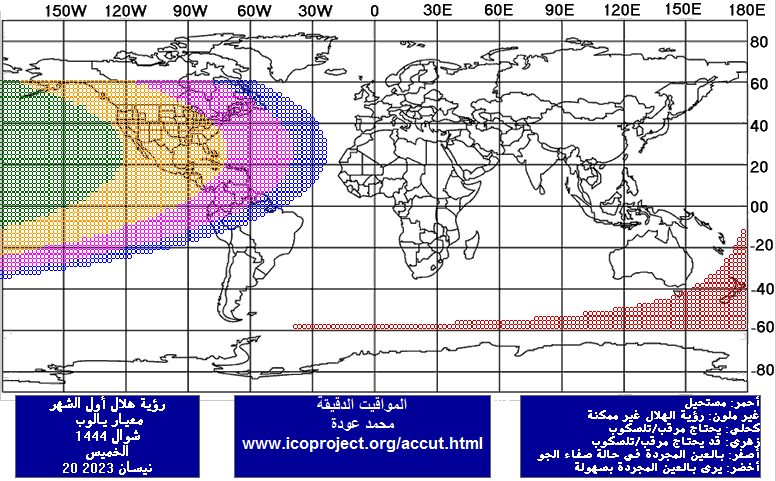 150W 120W 90W 60W 30W 0 30E 60E 90E 120E 150E 180E
80
60
40
20
00
-20
-40
-60
-80
رؤية هلال أول الشهر
معيار يالوب
شوال 1444
الخميس
20 نيسان 2023
المواقيت الدقيقة
محمد عودة
www.icoproject.org/accut.html
أحمر: مستحيل
غير ملون: رؤية الهلال غير ممكنة
كحلي: يحتاج مرقب/تلسكوب
زهري: قد يحتاج مرقب/تلسكوب
أصفر: بالعين المجردة في حالة صفاء الجو
أخضر: يرى بالعين المجردة بسهولة